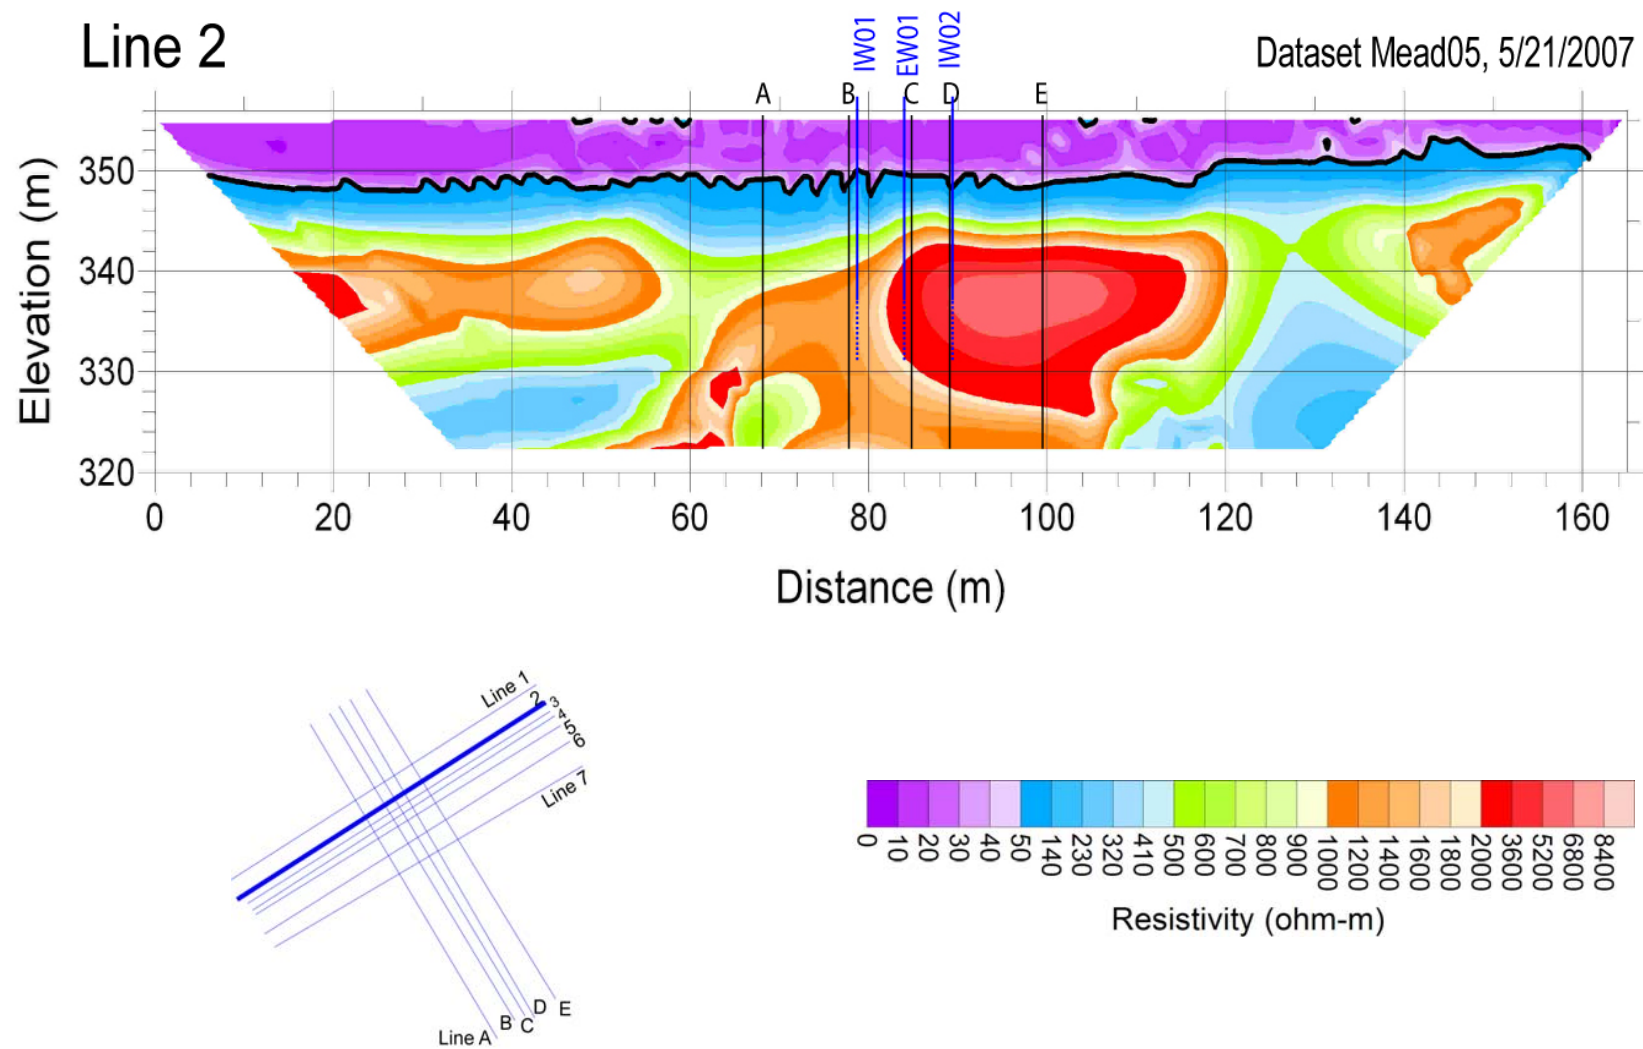 Line 2
IW01
EW01
IW02
Dataset Mead05, 5/21/2007
A
B
C
D
E
Elevation (m)
350
340
330
320
0
20
40
60
80
100
120
140
160
Distance (m)
Line 1
2
3
4
5
6
Line 7
Line A
B
C
D
E
0
10
20
30
40
50
140
230
320
410
500
600
700
800
900
1000
1200
1400
1600
1800
2000
3600
5200
6800
8400
Resistivity (ohm-m)